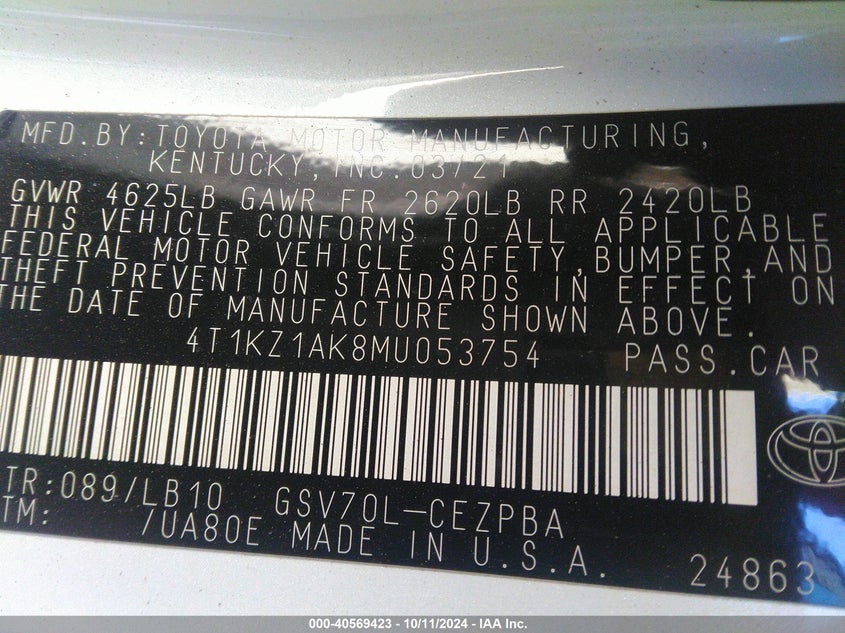 MFD.BY:TOYOTA MOTOR MANUFACTURING,
KENTUCKY,INC.03/21
GVWR 4625LB GAWR FR 2620LB RR 2420LB
THIS VEHICLE CONFORMS TO ALL APPLICABLE
FEDERAL MOTOR VEHICLE SAFETY,BUMPER,AND
THEFT PREVENTION STANDARDS IN EFFECT ON
THE DATE OF MANUFACTURE SHOWN ABOVE.
4T1KZ1AK8MU053754 PASS.CAR
TR:089/LB10 GSV70L-CEZPBA
TM: /UA80E MADE IN U.S.A.
24863
000-40569423 - 10/11/2024 - IAA Inc.